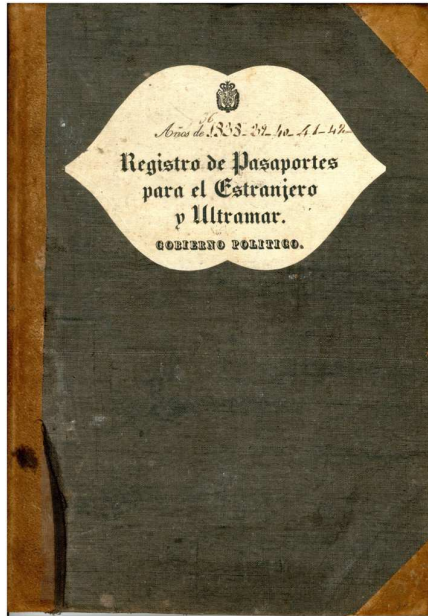 Años de 1838-39-40-41-42-
Registro de Pasaportes
para el Estranjero
y Ultramar.
GOBIERNO POLITICO.